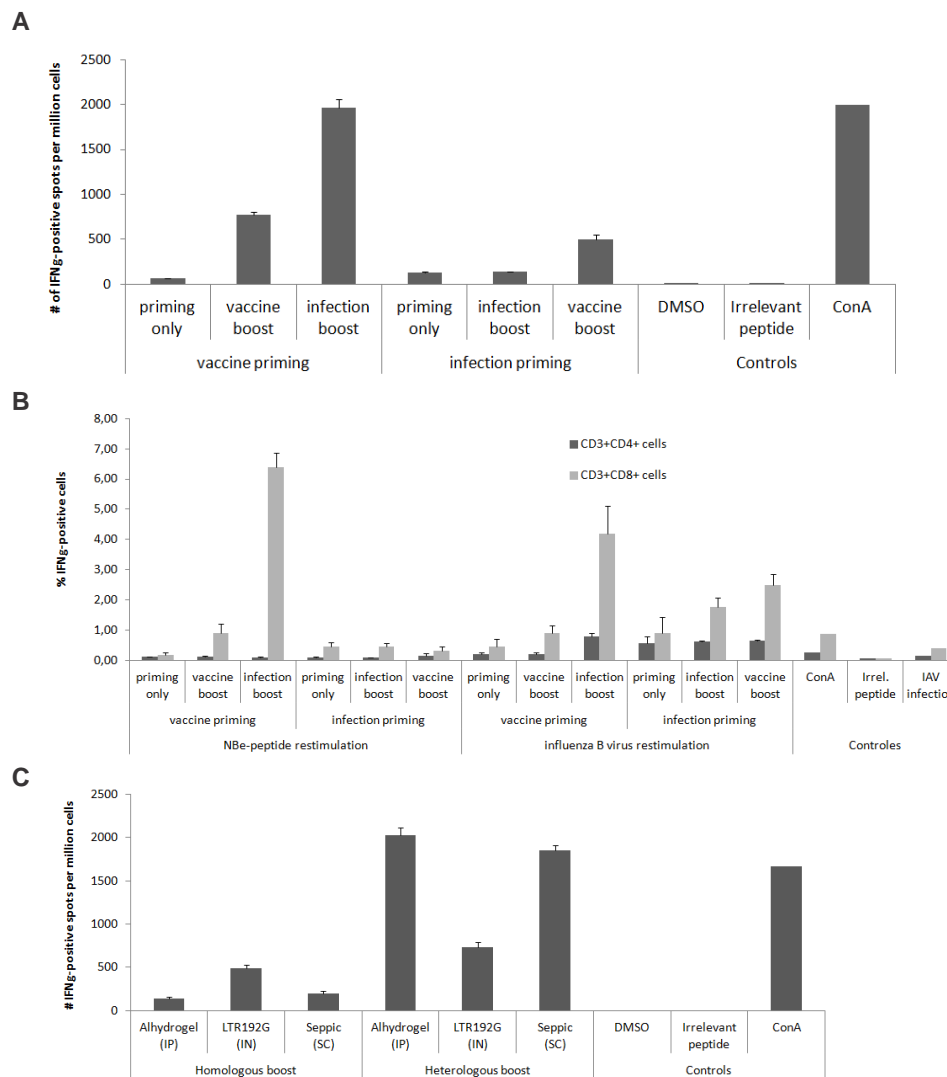 A
# of IFNg-positive spots per million cells
2500
2000
1500
1000
500
0
priming only
vaccine boost
infection boost
priming only
infection boost
vaccine boost
DMSO
Irrelevant peptide
ConA
vaccine priming
infection priming
Controls
B
% IFNg-positive cells
8,00
7,00
6,00
5,00
4,00
3,00
2,00
1,00
0,00
CD3+CD4+ cells
CD3+CD8+ cells
priming only
vaccine boost
infection boost
priming only
infection boost
vaccine boost
priming only
vaccine boost
infection boost
priming only
infection boost
vaccine boost
ConA
Irrel. peptide
IAV infection
vaccine priming
infection priming
vaccine priming
infection priming
NBe-peptide restimulation
influenza B virus restimulation
Controles
C
# IFNg-positive spots per million cells
2500
2000
1500
1000
500
0
Alhydrogel (IP)
LTR192G (IN)
Seppic (SC)
Alhydrogel (IP)
LTR192G (IN)
Seppic (SC)
DMSO
Irrelevant peptide
ConA
Homologous boost
Heterologous boost
Controls